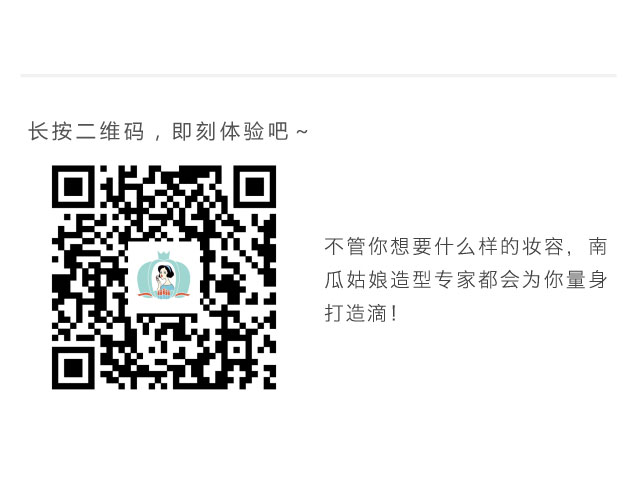 长按二维码，即刻体验吧～
不管你想要什么样的妆容，南
瓜姑娘造型专家都会为你量身
打造滴！